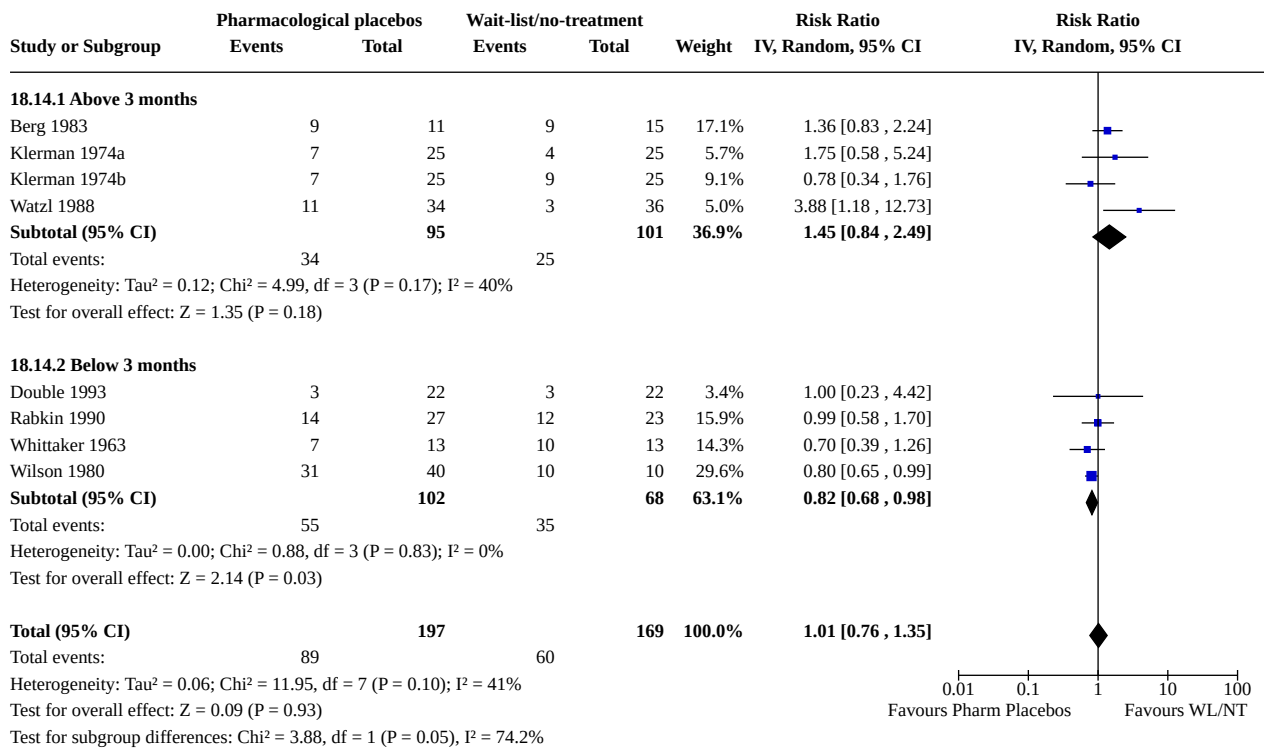 Pharmacological placebos Wait-list/no-treatment Risk Ratio Risk Ratio
Study or Subgroup Events Total Events Total Weight IV, Random, 95% CI IV, Random, 95% CI
18.14.1 Above 3 months
Berg 1983 9 11 9 15 17.1% 1.36 [0.83 , 2.24]
Klerman 1974a 7 25 4 25 5.7% 1.75 [0.58 , 5.24]
Klerman 1974b 7 25 9 25 9.1% 0.78 [0.34 , 1.76]
Watzl 1988 11 34 3 36 5.0% 3.88 [1.18 , 12.73]
Subtotal (95% CI) 95 101 36.9% 1.45 [0.84 , 2.49]
Total events: 34 25
Heterogeneity: Tau² = 0.12; Chi² = 4.99, df = 3 (P = 0.17); I² = 40%
Test for overall effect: Z = 1.35 (P = 0.18)
18.14.2 Below 3 months
Double 1993 3 22 3 22 3.4% 1.00 [0.23 , 4.42]
Rabkin 1990 14 27 12 23 15.9% 0.99 [0.58 , 1.70]
Whittaker 1963 7 13 10 13 14.3% 0.70 [0.39 , 1.26]
Wilson 1980 31 40 10 10 29.6% 0.80 [0.65 , 0.99]
Subtotal (95% CI) 102 68 63.1% 0.82 [0.68 , 0.98]
Total events: 55 35
Heterogeneity: Tau² = 0.00; Chi² = 0.88, df = 3 (P = 0.83); I² = 0%
Test for overall effect: Z = 2.14 (P = 0.03)
Total (95% CI) 197 169 100.0% 1.01 [0.76 , 1.35]
Total events: 89 60
Heterogeneity: Tau² = 0.06; Chi² = 11.95, df = 7 (P = 0.10); I² = 41%
0.01 0.1 1 10 100
Test for overall effect: Z = 0.09 (P = 0.93)
Favours Pharm Placebos Favours WL/NT
Test for subgroup differences: Chi² = 3.88, df = 1 (P = 0.05), I² = 74.2%